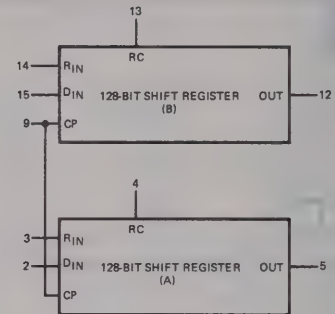 13
RC
14 RIN
15 DIN
128-BIT SHIFT REGISTER
(B)
OUT 12
9 CP
4
RC
3 RIN
2 DIN
128-BIT SHIFT REGISTER
(A)
OUT 5
CP